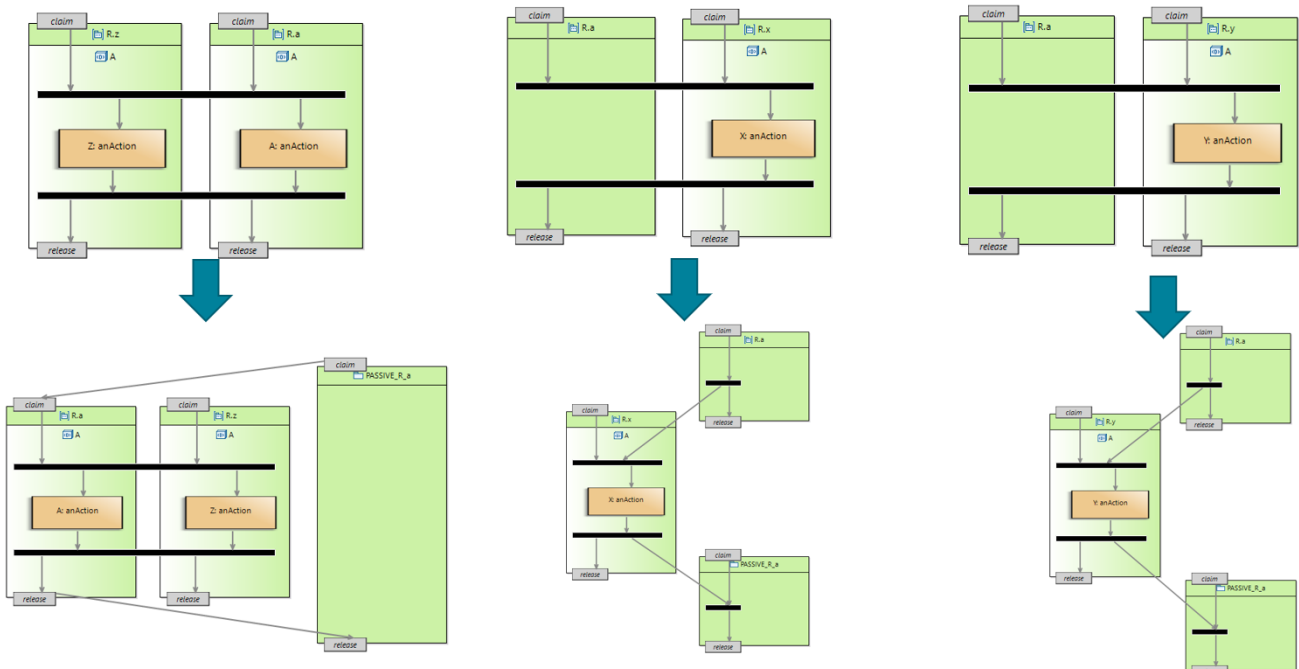 claim
R.z
A
Z: anAction
release
claim
R.a
A
A: anAction
release
claim
R.a
release
claim
R.x
A
X: anAction
release
claim
R.a
release
claim
R.y
A
Y: anAction
release
claim
R.a
A
A: anAction
release
claim
R.z
A
Z: anAction
release
claim
PASSIVE_R_a
release
claim
R.a
release
claim
R.x
A
X: anAction
release
claim
PASSIVE_R_a
release
claim
R.a
release
claim
R.y
A
Y: anAction
release
claim
PASSIVE_R_a